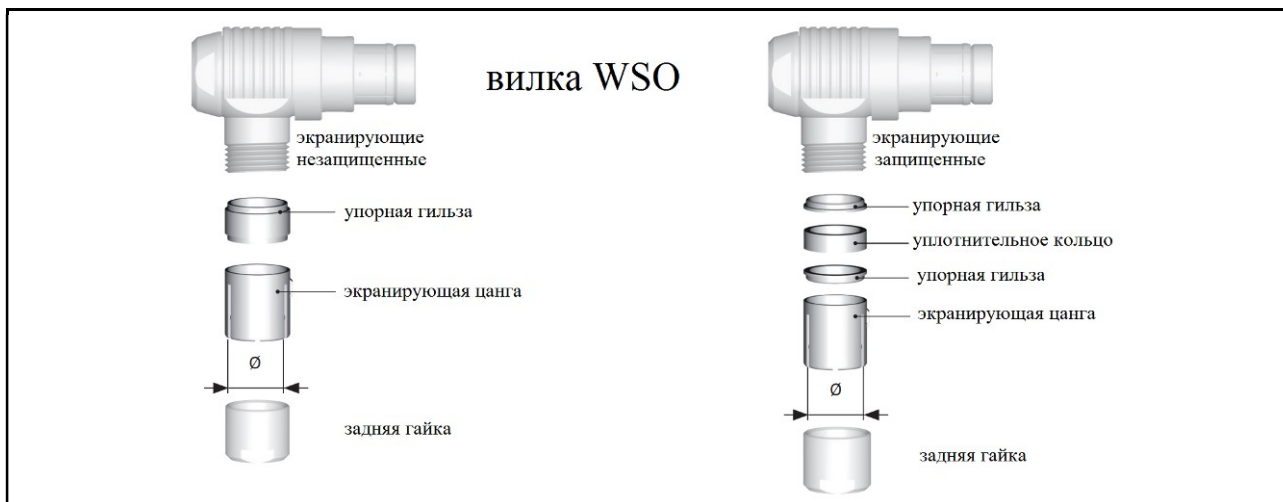 вилка WSO
экранирующие
незащищенные
упорная гильза
экранирующая цанга
Ø
задняя гайка
экранирующие
защищенные
упорная гильза
уплотнительное кольцо
упорная гильза
экранирующая цанга
Ø
задняя гайка